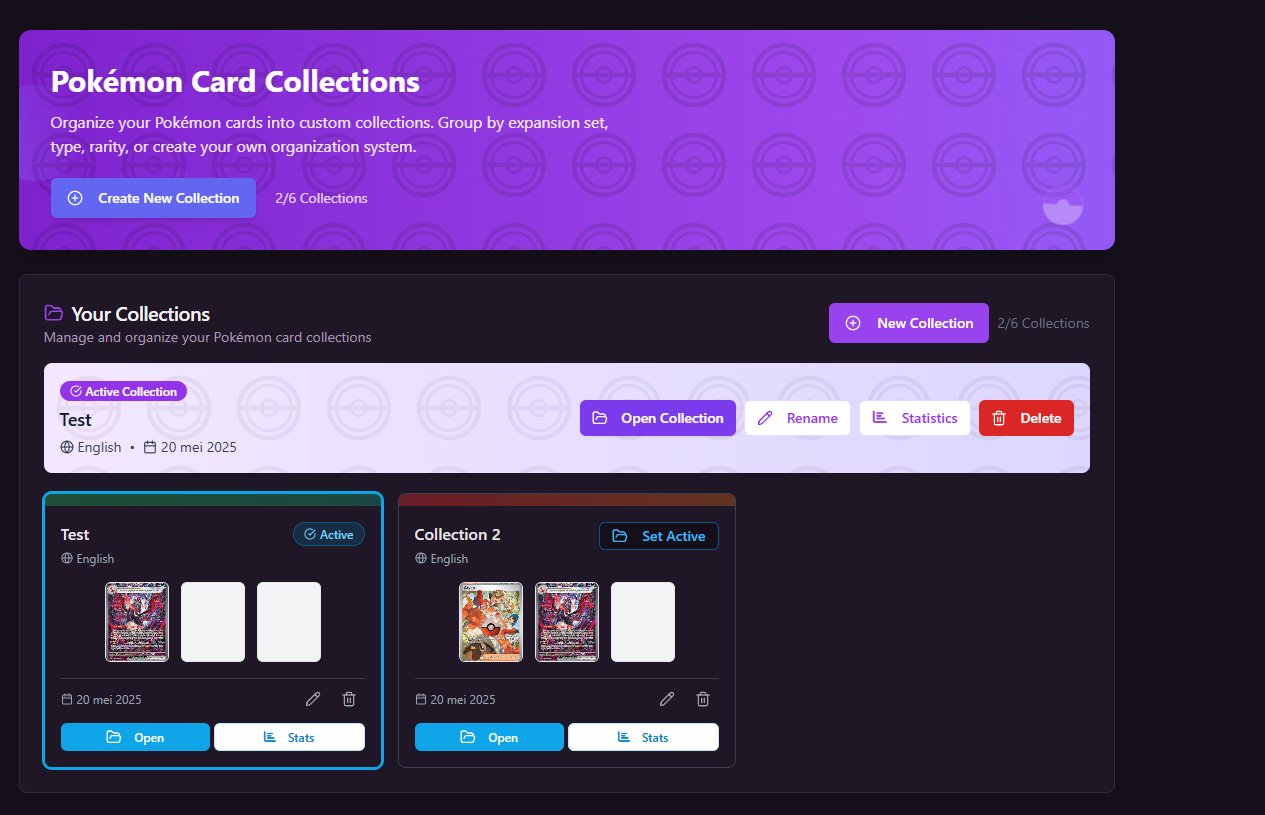 Pokémon Card Collections
Organize your Pokémon cards into custom collections. Group by expansion set,
type, rarity, or create your own organization system.
Create New Collection
2/6 Collections
Your Collections
Manage and organize your Pokémon card collections
New Collection
2/6 Collections
Active Collection
Test
English • 20 mei 2025
Open Collection
Rename
Statistics
Delete
Test
Active
English
20 mei 2025
Open
Stats
Collection 2
Set Active
English
20 mei 2025
Open
Stats